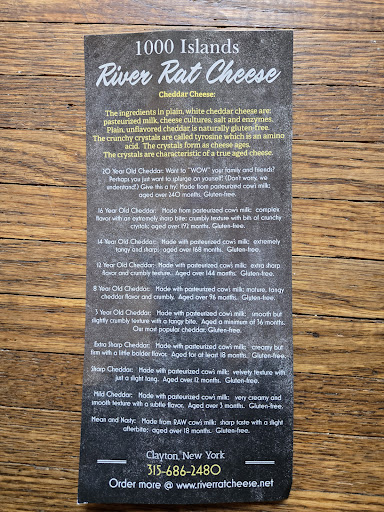 1000 Islands
River Rat Cheese
Cheddar Cheese:
The ingredients in plain, white cheddar cheese are:
pasteurized milk, cheese cultures, salt and enzymes.
Plain, unflavored cheddar is naturally gluten-free.
The crunchy crystals are called tyrosine which is an amino
acid. The crystals form as cheese ages.
The crystals are characteristic of a true aged cheese.
20 Year Old Cheddar: Want to "WOW" your family and friends?
Perhaps you just want to splurge on yourself? (Don't worry, we
understand!) Give this a try! Made from pasteurized cow's milk;
aged over 240 months. Gluten-free.
16 Year Old Cheddar: Made from pasteurized cow's milk; complex
flavor with an extremely sharp bite; crumbly texture with bits of crunchy
crystals; aged over 192 months. Gluten-free.
14 Year Old Cheddar: Made with pasteurized cow's milk; extremely
tangy and sharp; aged over 168 months. Gluten-free.
12 Year Old Cheddar: Made with pasteurized cow's milk; extra sharp
flavor and crumbly texture. Aged over 144 months. Gluten-free.
8 Year Old Cheddar: Made with pasteurized cow's milk; mature, tangy
cheddar flavor and crumbly. Aged over 96 months. Gluten-free.
3 Year Old Cheddar: Made with pasteurized cow's milk; smooth but
slightly crumbly texture with a tangy bite. Aged a minimum of 36 months.
Our most popular cheddar. Gluten-free.
Extra Sharp Cheddar: Made with pasteurized cow's milk; creamy but
firm with a little bolder flavor. Aged for at least 18 months. Gluten-free.
Sharp Cheddar: Made with pasteurized cow's milk; velvety texture with
just a slight tang. Aged over 12 months. Gluten-free.
Mild Cheddar: Made with pasteurized cow's milk; very creamy and
smooth texture with a subtle flavor. Aged over 3 months. Gluten-free.
Mean and Nasty: Made from RAW cow's milk; sharp taste with a slight
afterbite; aged over 18 months. Gluten-free.
Clayton, New York
315-686-2480
Order more @ www.riverratcheese.net